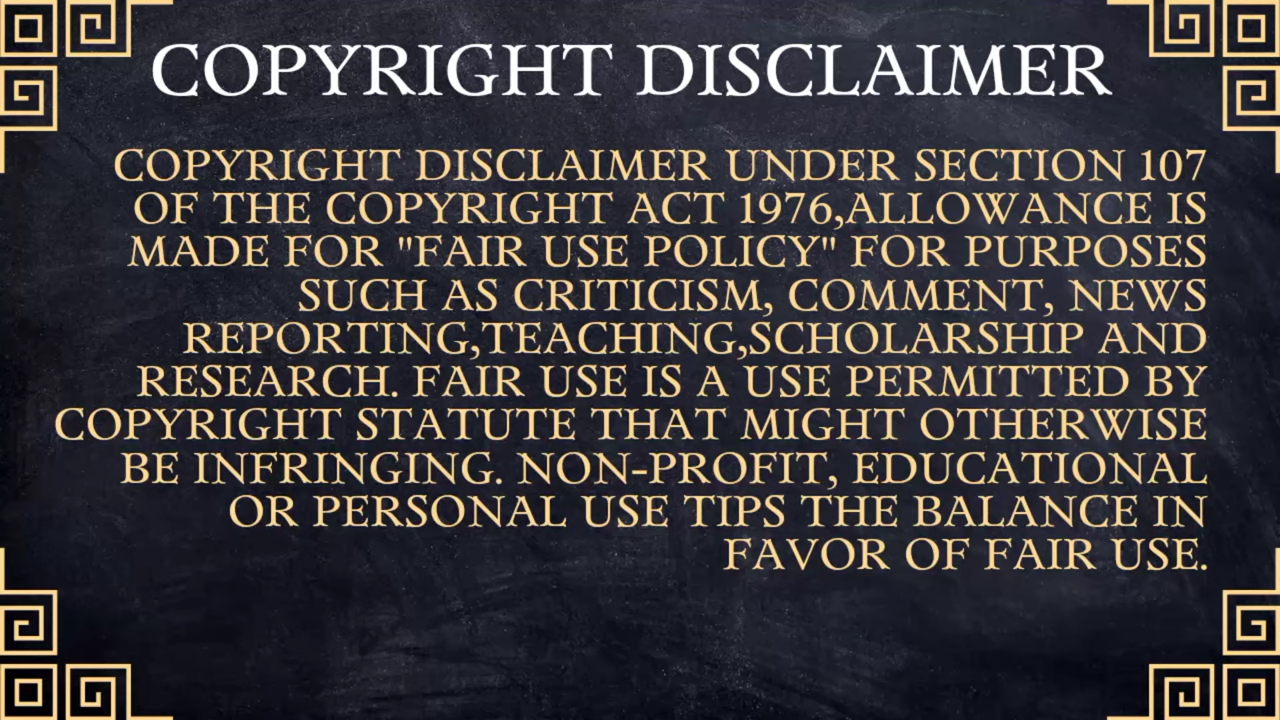 COPYRIGHT DISCLAIMER
COPYRIGHT DISCLAIMER UNDER SECTION 107
OF THE COPYRIGHT ACT 1976,ALLOWANCE IS
MADE FOR "FAIR USE POLICY" FOR PURPOSES
SUCH AS CRITICISM, COMMENT, NEWS
REPORTING,TEACHING,SCHOLARSHIP AND
RESEARCH. FAIR USE IS A USE PERMITTED BY
COPYRIGHT STATUTE THAT MIGHT OTHERWISE
BE INFRINGING. NON-PROFIT, EDUCATIONAL
OR PERSONAL USE TIPS THE BALANCE IN
FAVOR OF FAIR USE.